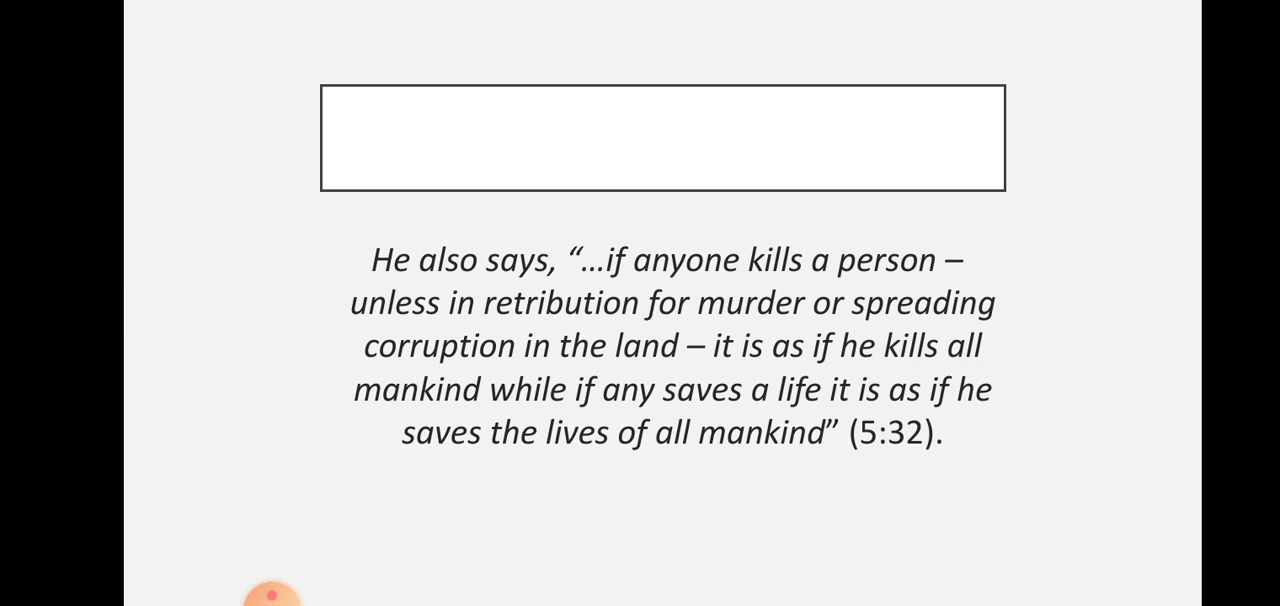 He also says, “…if anyone kills a person –
unless in retribution for murder or spreading
corruption in the land – it is as if he kills all
mankind while if any saves a life it is as if he
saves the lives of all mankind” (5:32).